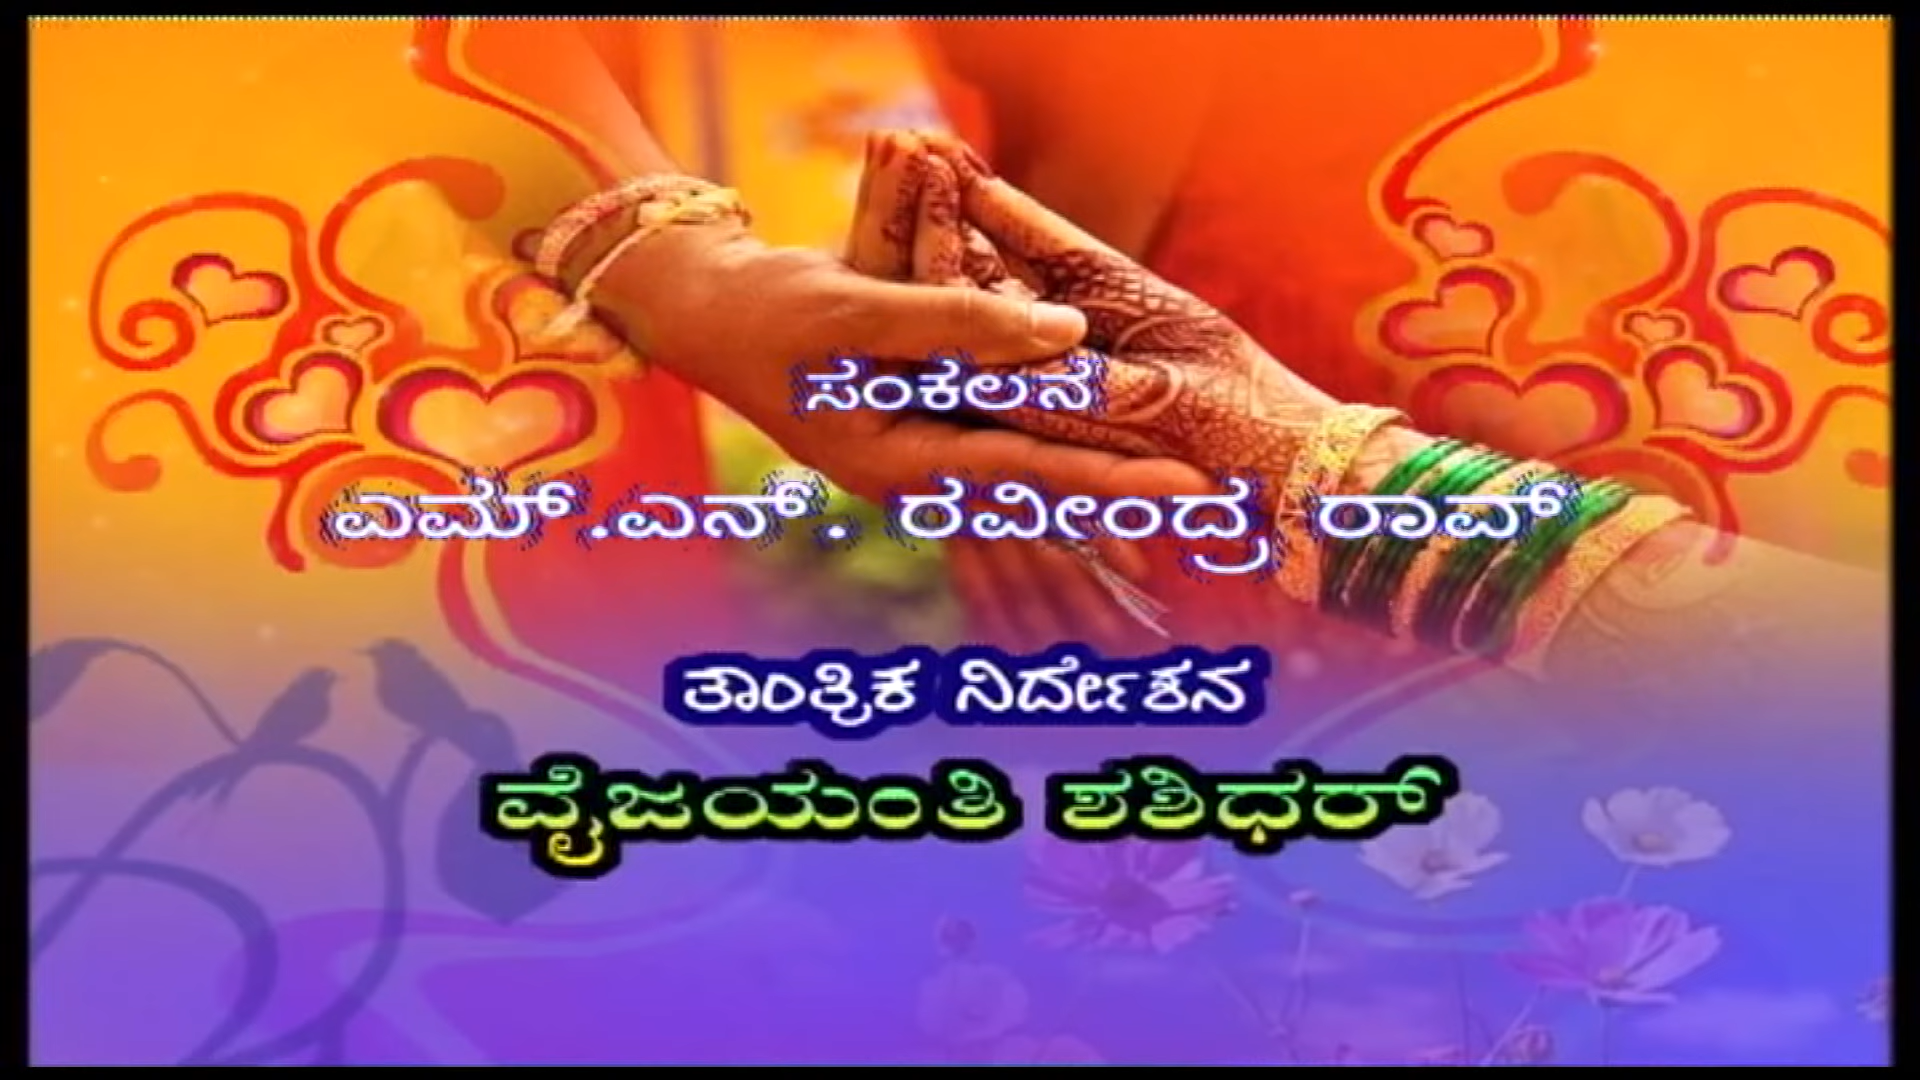 ಸಂಕಲನ
ಎಮ್.ಎನ್. ರವೀಂದ್ರ ರಾವ್
ತಾಂತ್ರಿಕ ನಿರ್ದೇಶನ
ವೈಜಯಂತಿ ಶಶಿಧರ್